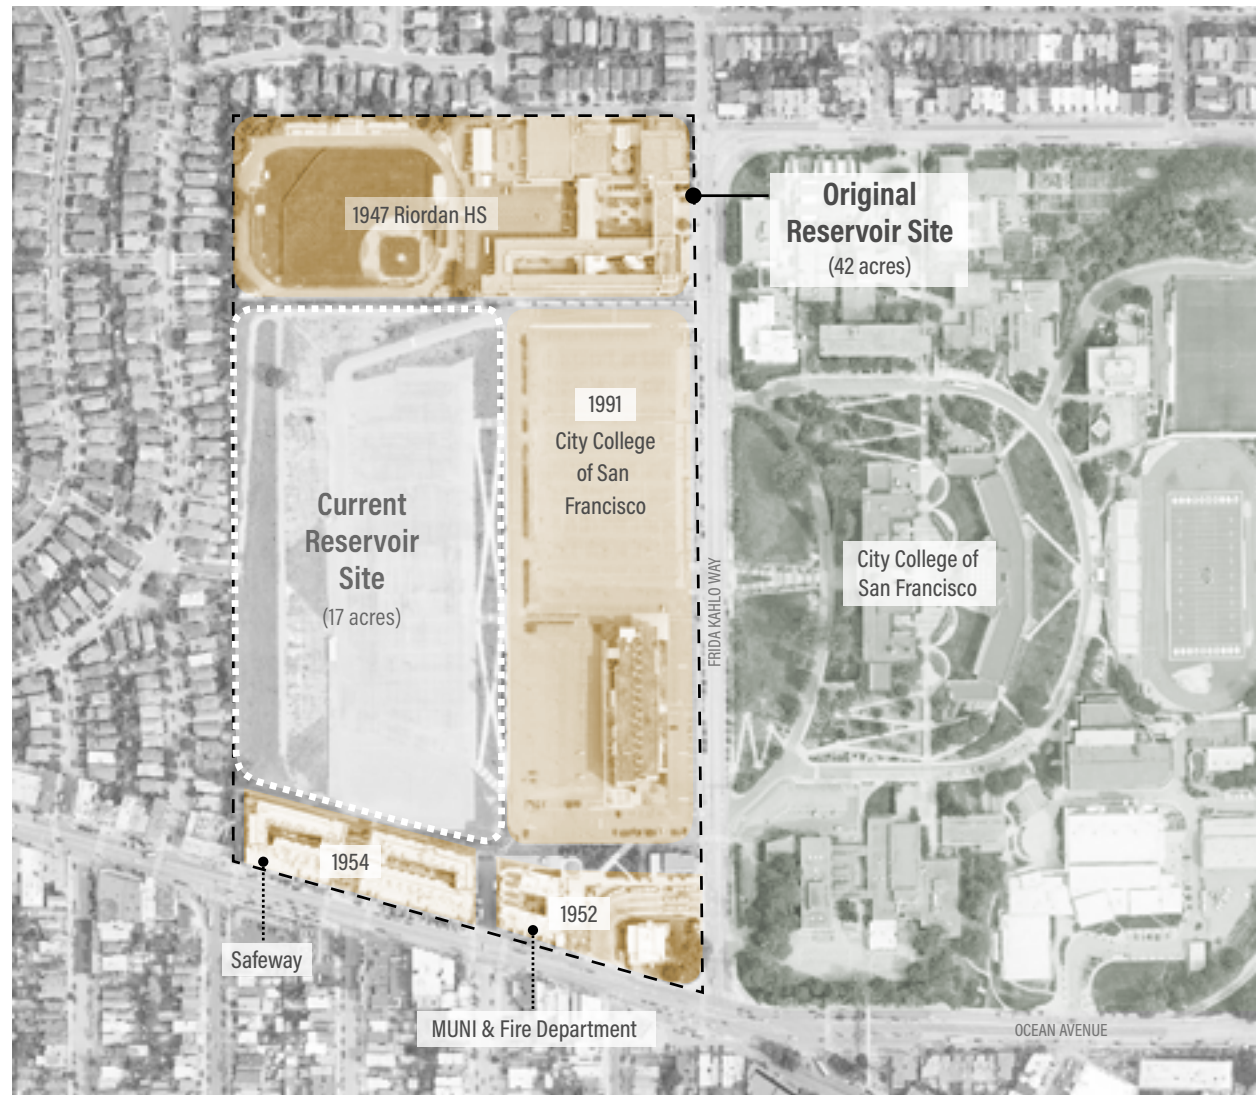 1947 Riordan HS
Original
Reservoir Site
(42 acres)
1991
City College
of San
Francisco
Current
Reservoir
Site
(17 acres)
FRIDA KAHLO WAY
City College of
San Francisco
1954
1952
Safeway
MUNI & Fire Department
OCEAN AVENUE